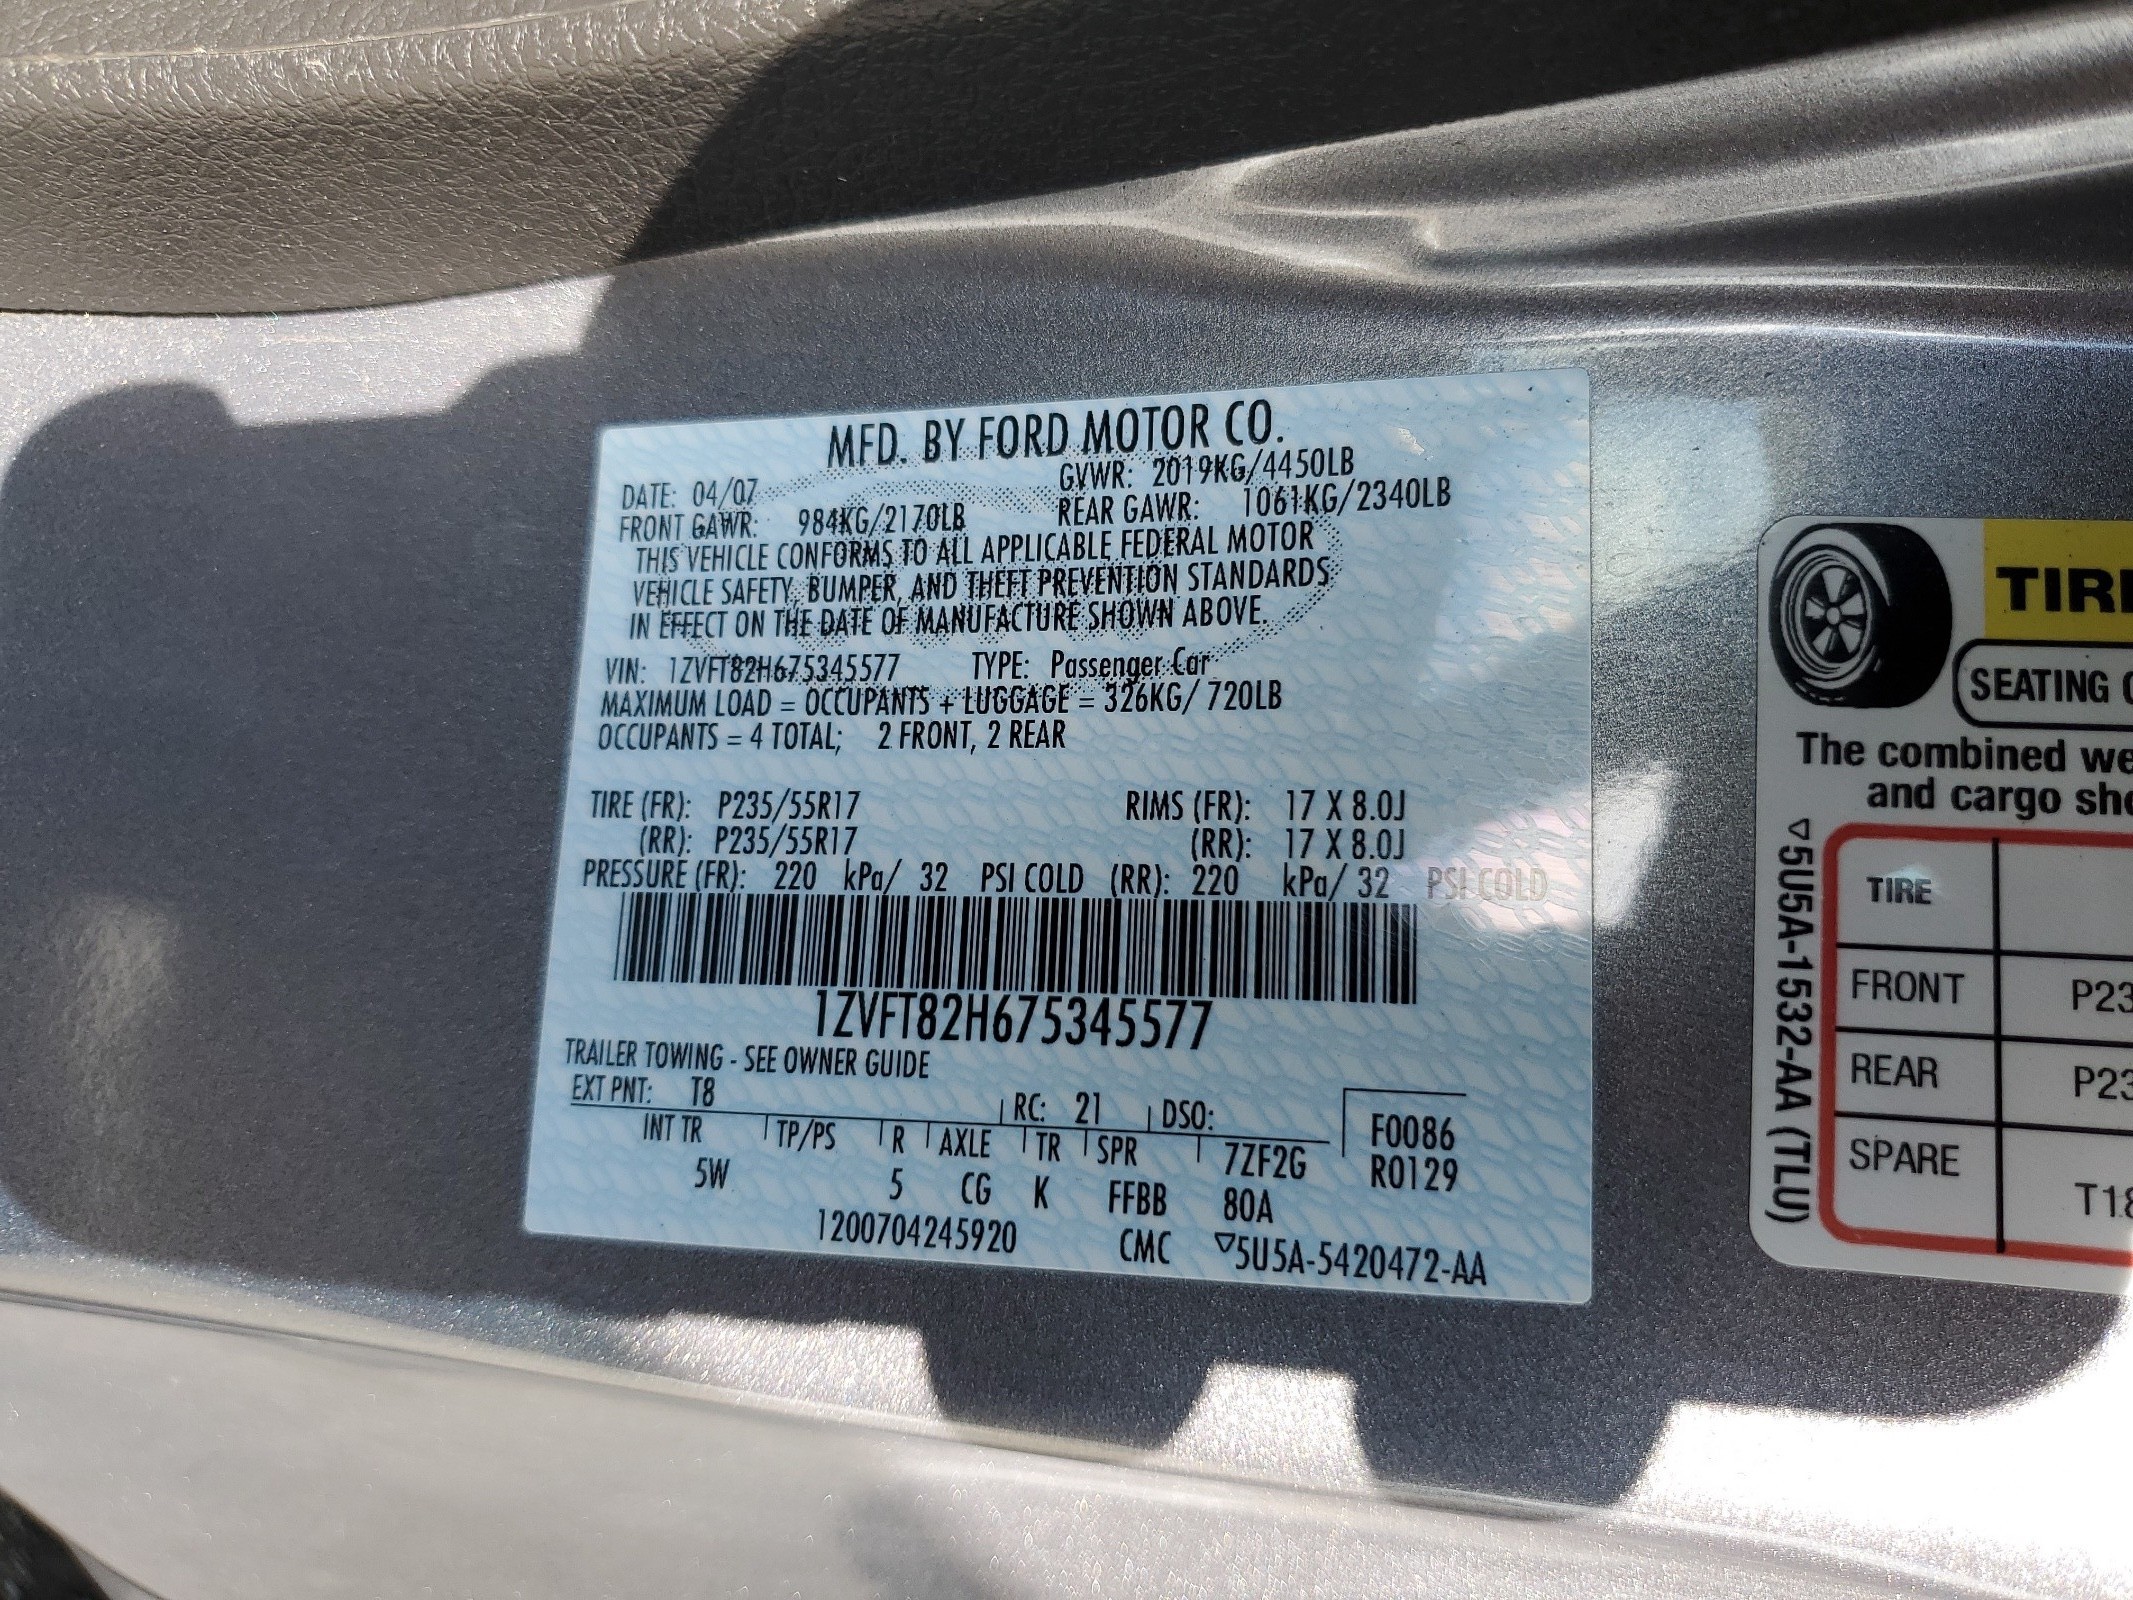 MFD. BY FORD MOTOR CO.
DATE: 04/07 GVWR: 2019KG/4450LB
FRONT GAWR: 984KG/2170LB REAR GAWR: 1061KG/2340LB
THIS VEHICLE CONFORMS TO ALL APPLICABLE FEDERAL MOTOR
VEHICLE SAFETY, BUMPER, AND THEFT PREVENTION STANDARDS
IN EFFECT ON THE DATE OF MANUFACTURE SHOWN ABOVE.
VIN: 1ZVFT82H675345577 TYPE: Passenger Car
MAXIMUM LOAD = OCCUPANTS + LUGGAGE = 326KG/ 720LB
OCCUPANTS = 4 TOTAL; 2 FRONT, 2 REAR
TIRE (FR): P235/55R17 RIMS (FR): 17 X 8.0J
(RR): P235/55R17 (RR): 17 X 8.0J
PRESSURE (FR): 220 kPa/ 32 PSI COLD (RR): 220 kPa/ 32 PSI COLD
1ZVFT82H675345577
TRAILER TOWING - SEE OWNER GUIDE
EXT PNT: T8 RC: 21 DSO: F0086
INT TR TP/PS R AXLE TR SPR 7ZF2G R0129
5W 5 CG K FFBB 80A
1200704245920 CMC ▽5U5A-5420472-AA
TIR
SEATING
The combined we
and cargo sh
▽5U5A-1532-AA (TLU)
TIRE
FRONT P23
REAR P23
SPARE T18